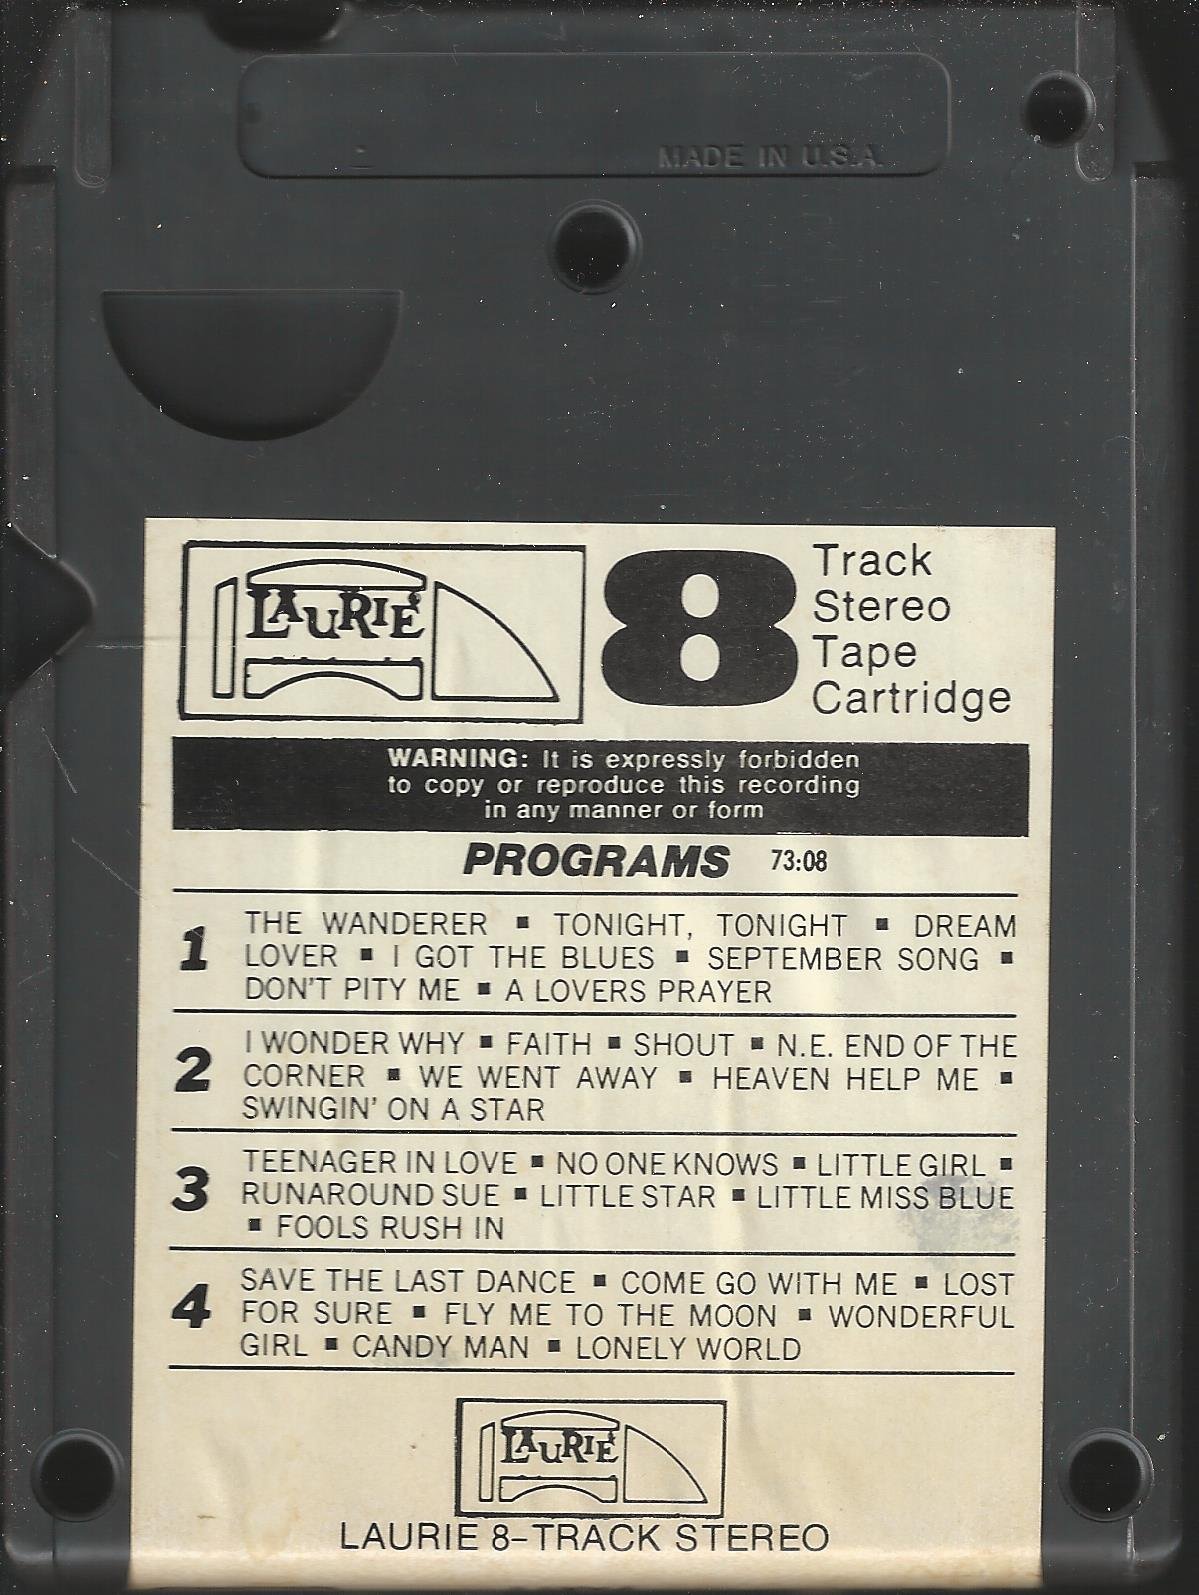 MADE IN U.S.A.
LAURIE
8
Track
Stereo
Tape
Cartridge
WARNING: It is expressly forbidden
to copy or reproduce this recording
in any manner or form
PROGRAMS 73:08
1 THE WANDERER ▪ TONIGHT, TONIGHT ▪ DREAM
LOVER ▪ I GOT THE BLUES ▪ SEPTEMBER SONG ▪
DON'T PITY ME ▪ A LOVERS PRAYER
2 I WONDER WHY ▪ FAITH ▪ SHOUT ▪ N.E. END OF THE
CORNER ▪ WE WENT AWAY ▪ HEAVEN HELP ME ▪
SWINGIN' ON A STAR
3 TEENAGER IN LOVE ▪ NO ONE KNOWS ▪ LITTLE GIRL ▪
RUNAROUND SUE ▪ LITTLE STAR ▪ LITTLE MISS BLUE
▪ FOOLS RUSH IN
4 SAVE THE LAST DANCE ▪ COME GO WITH ME ▪ LOST
FOR SURE ▪ FLY ME TO THE MOON ▪ WONDERFUL
GIRL ▪ CANDY MAN ▪ LONELY WORLD
LAURIE
LAURIE 8-TRACK STEREO